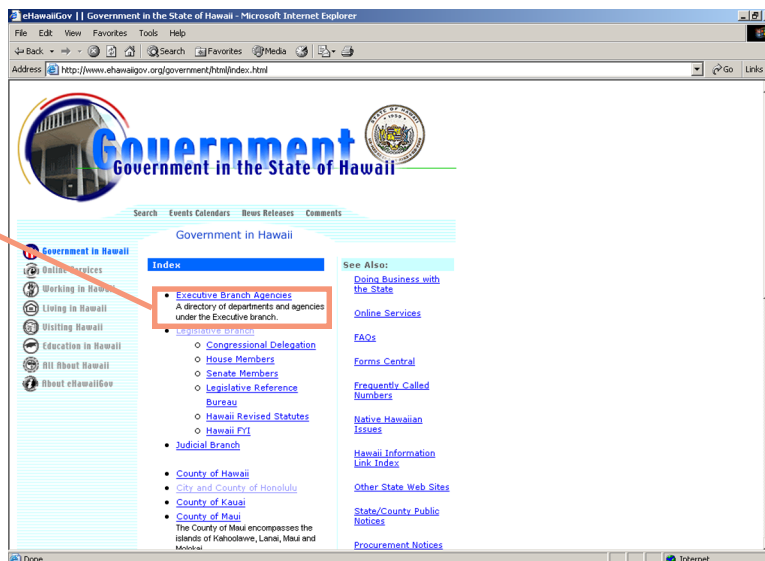 eHawaiiGov || Government in the State of Hawaii - Microsoft Internet Explorer
File Edit View Favorites Tools Help
Back Search Favorites Media
Address http://www.ehawaiigov.org/government/html/index.html Go Links
Government
Government in the State of Hawaii
Search Events Calendars News Releases Comments
Government in Hawaii
Government in Hawaii
Online Services
Working in Hawaii
Living in Hawaii
Visiting Hawaii
Education in Hawaii
All About Hawaii
About eHawaiiGov
Index
Executive Branch Agencies
A directory of departments and agencies
under the Executive branch.
Legislative Branch
Congressional Delegation
House Members
Senate Members
Legislative Reference
Bureau
Hawaii Revised Statutes
Hawaii FYI
Judicial Branch
County of Hawaii
City and County of Honolulu
County of Kauai
County of Maui
The County of Maui encompasses the
islands of Kahoolawe, Lanai, Maui and
Molokai
See Also:
Doing Business with
the State
Online Services
FAQs
Forms Central
Frequently Called
Numbers
Native Hawaiian
Issues
Hawaii Information
Link Index
Other State Web Sites
State/County Public
Notices
Procurement Notices
Done Internet